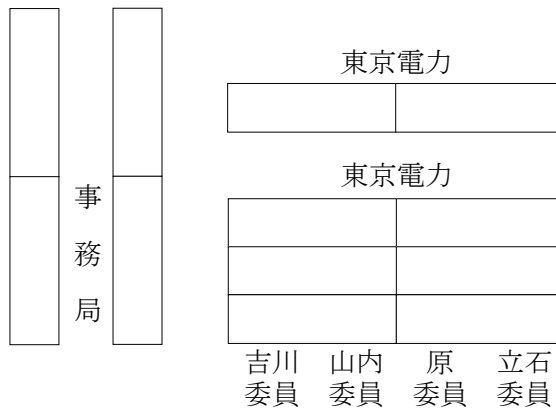 東京電力
東京電力
事務局
吉川 山内 原 立石
委員 委員 委員 委員